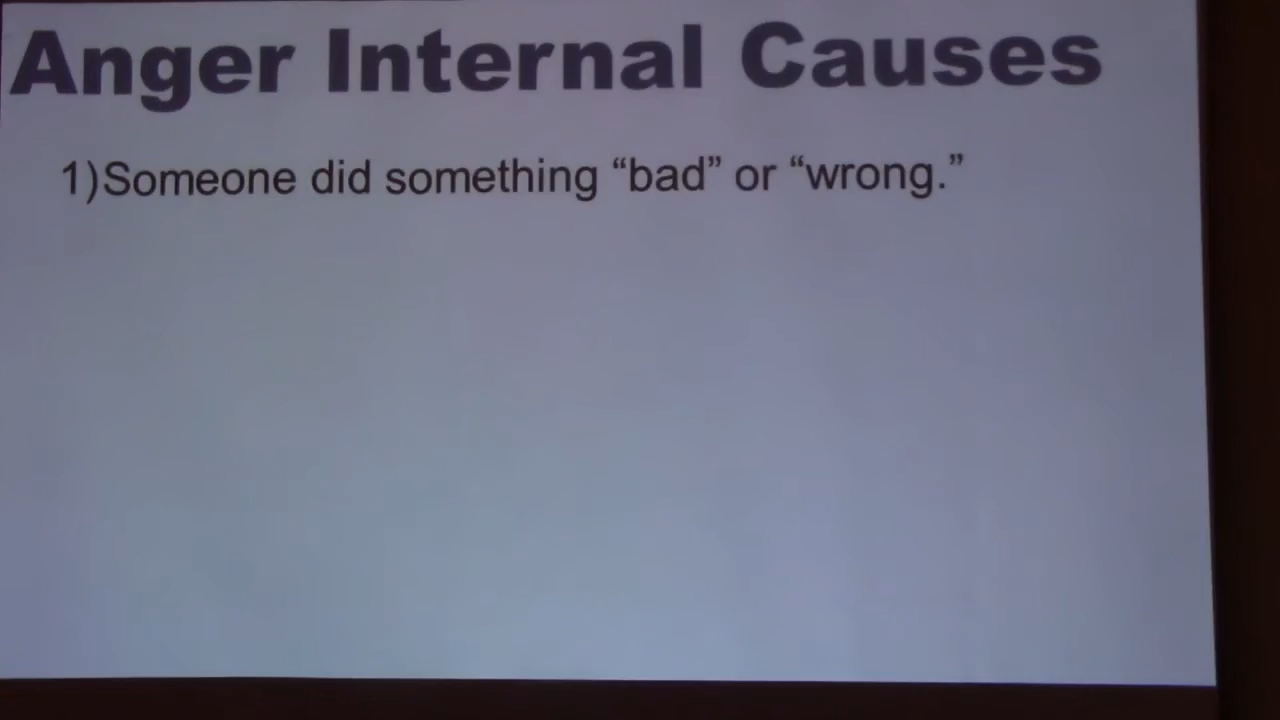 Anger Internal Causes
1)Someone did something “bad” or “wrong.”